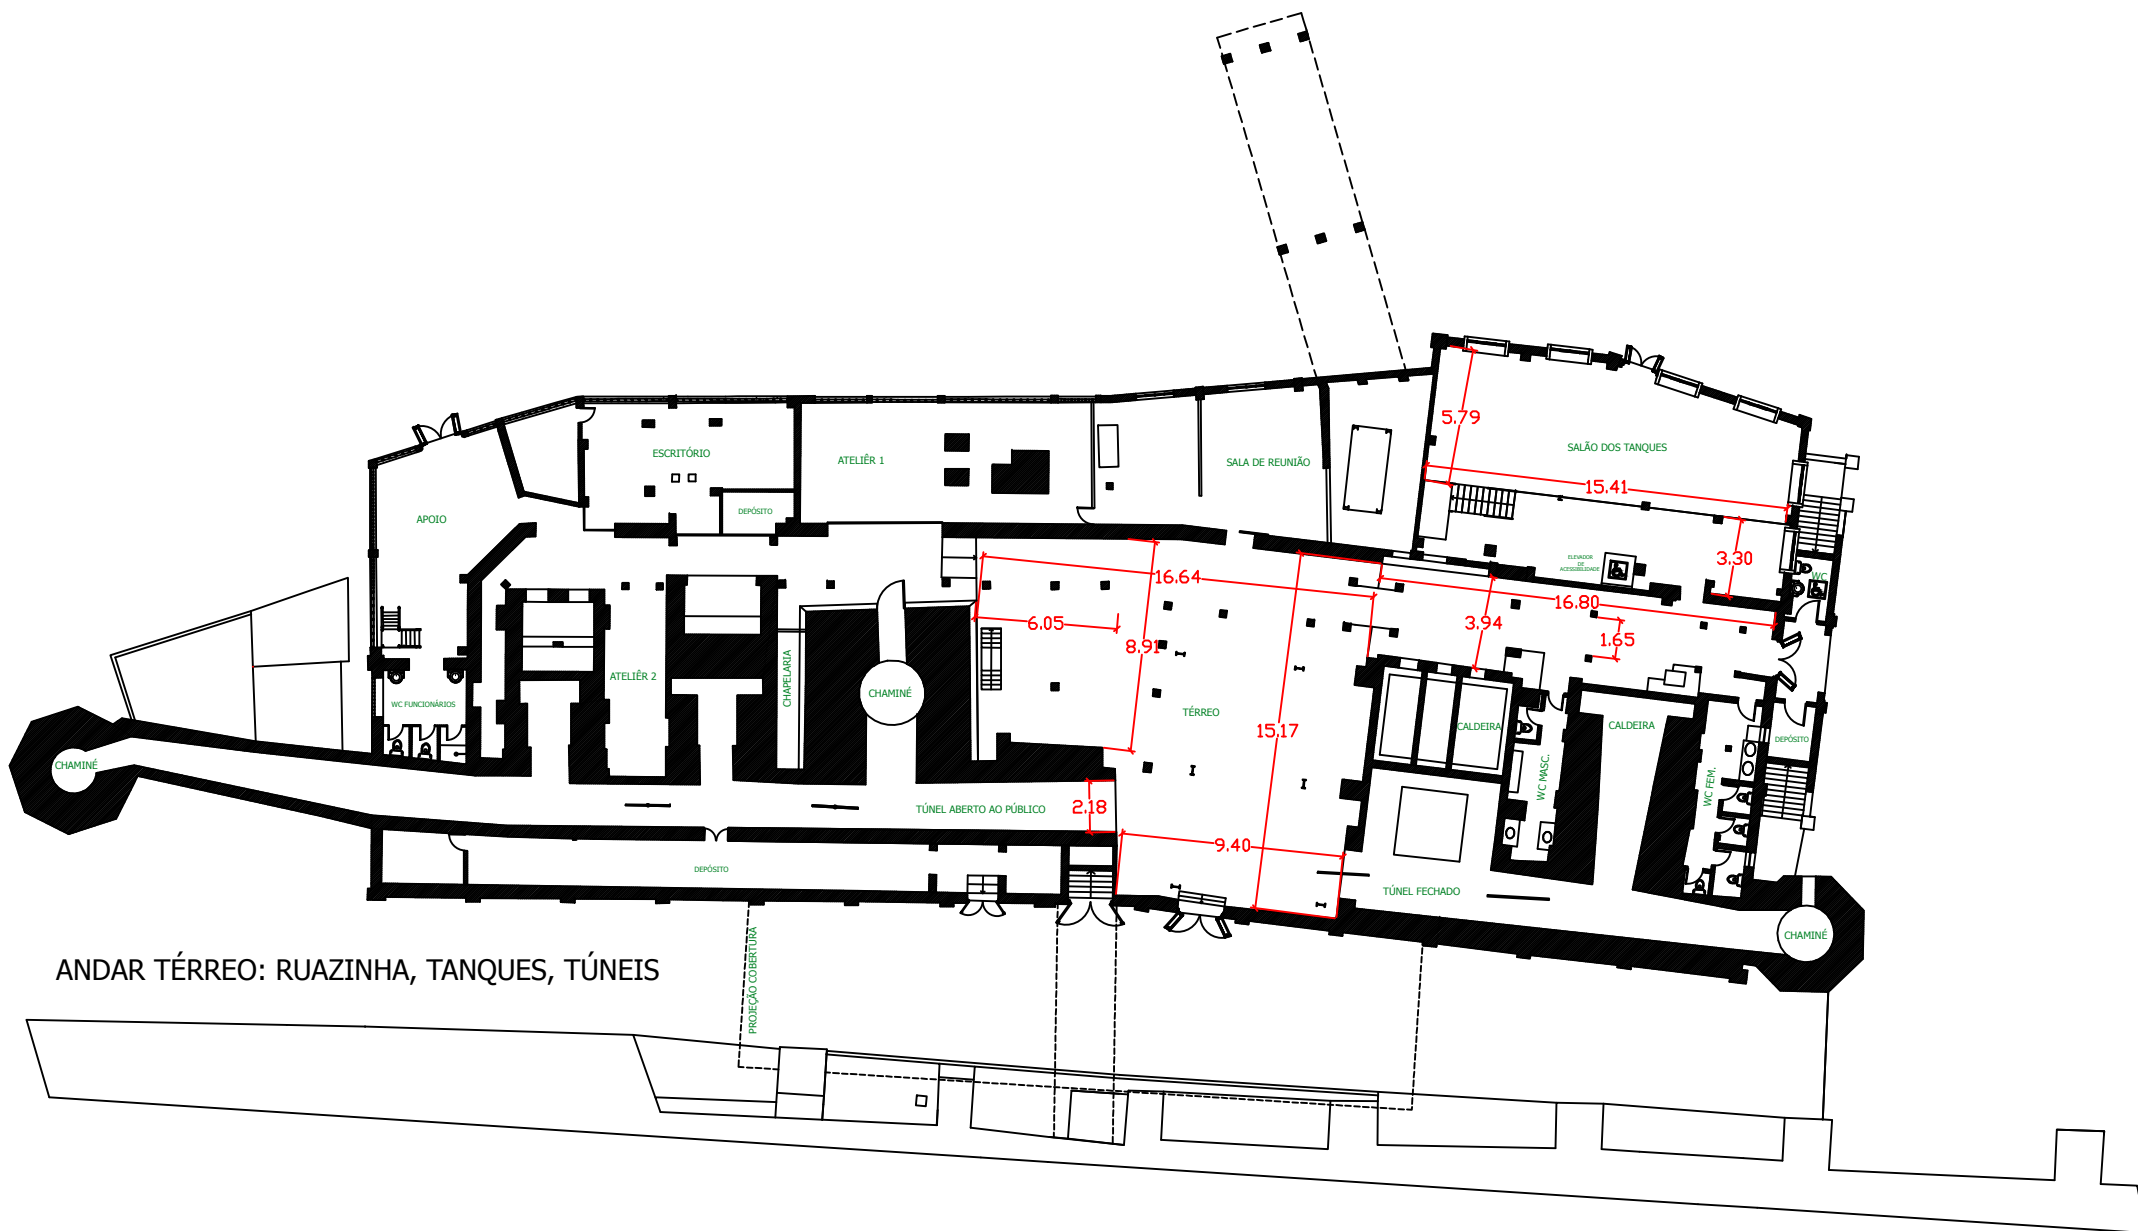 5.79
SALÃO DOS TANQUES
ESCRITÓRIO
ATELIÊR 1
SALA DE REUNIÃO
15.41
DEPÓSITO
APOIO
3.30
ELEVADOR
DE
ACESSIBILIDADE
WC
16.64
16.80
6.05
8.91
3.94
1.65
CHAPELARIA
ATELIÊR 2
CHAMINÉ
WC FUNCIONÁRIOS
TÉRREO
15.17
CALDEIRA
CALDEIRA
DEPÓSITO
CHAMINÉ
WC MASC.
WC FEM.
TÚNEL ABERTO AO PÚBLICO
2.18
9.40
DEPÓSITO
TÚNEL FECHADO
CHAMINÉ
PROJEÇÃO COBERTURA
ANDAR TÉRREO: RUAZINHA, TANQUES, TÚNEIS